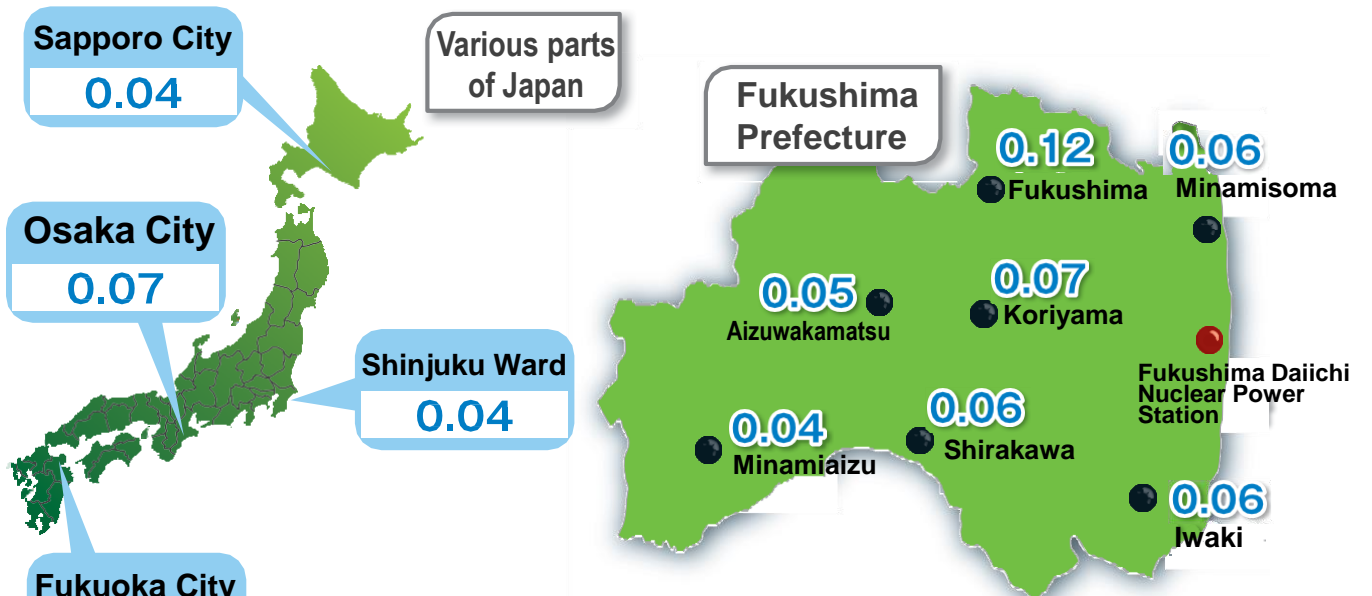 Sapporo City
0.04
Various parts
of Japan
Osaka City
0.07
Shinjuku Ward
0.04
Fukuoka City
Fukushima
Prefecture
0.12
Fukushima
0.06
Minamisoma
0.05
Aizuwakamatsu
0.07
Koriyama
Fukushima Daiichi
Nuclear Power
Station
0.04
Minamiaizu
0.06
Shirakawa
0.06
Iwaki